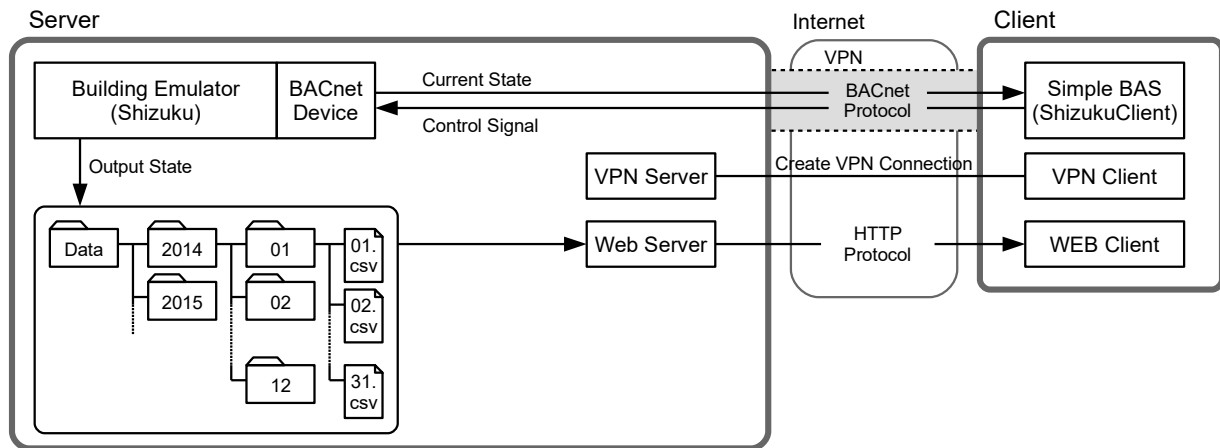 Server
Internet
Client
VPN
Building Emulator
(Shizuku)
BACnet
Device
Current State
Control Signal
BACnet
Protocol
Simple BAS
(ShizukuClient)
Output State
VPN Server
Create VPN Connection
VPN Client
Data
2014
01
01.
csv
Web Server
HTTP
Protocol
WEB Client
2015
02
02.
csv
12
31.
csv